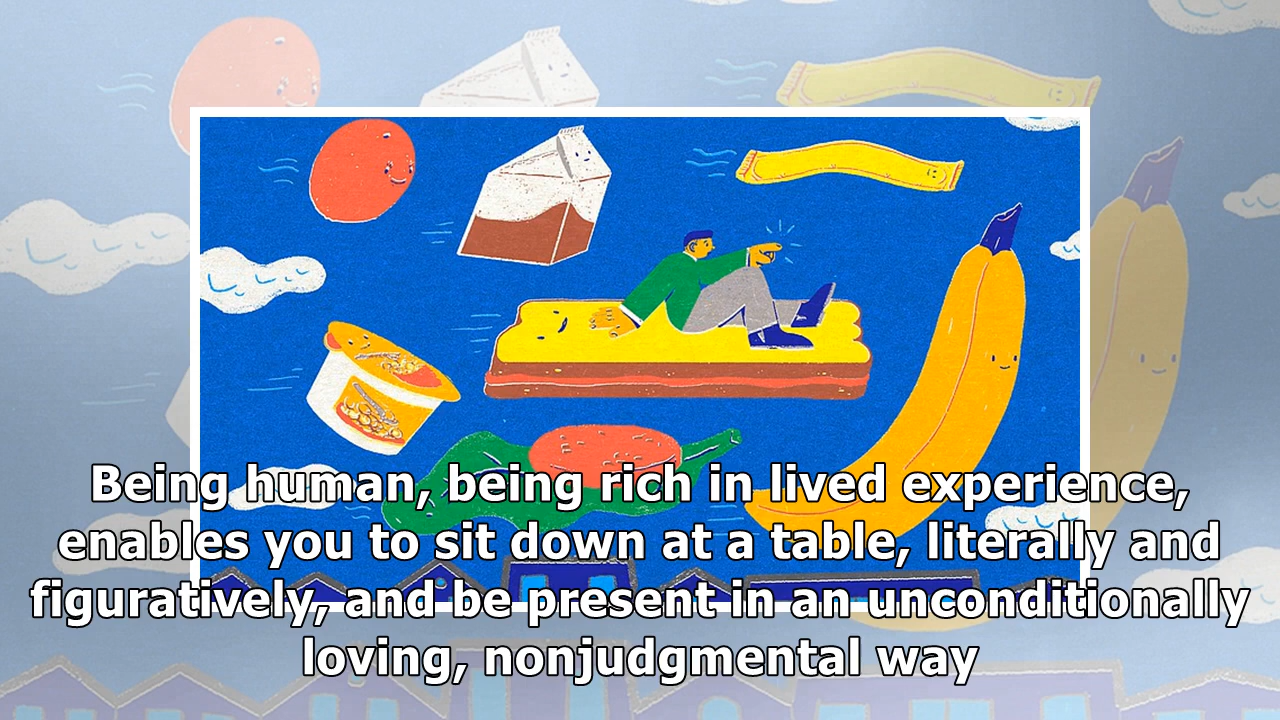 Being human, being rich in lived experience,
enables you to sit down at a table, literally and
figuratively, and be present in an unconditionally
loving, nonjudgmental way